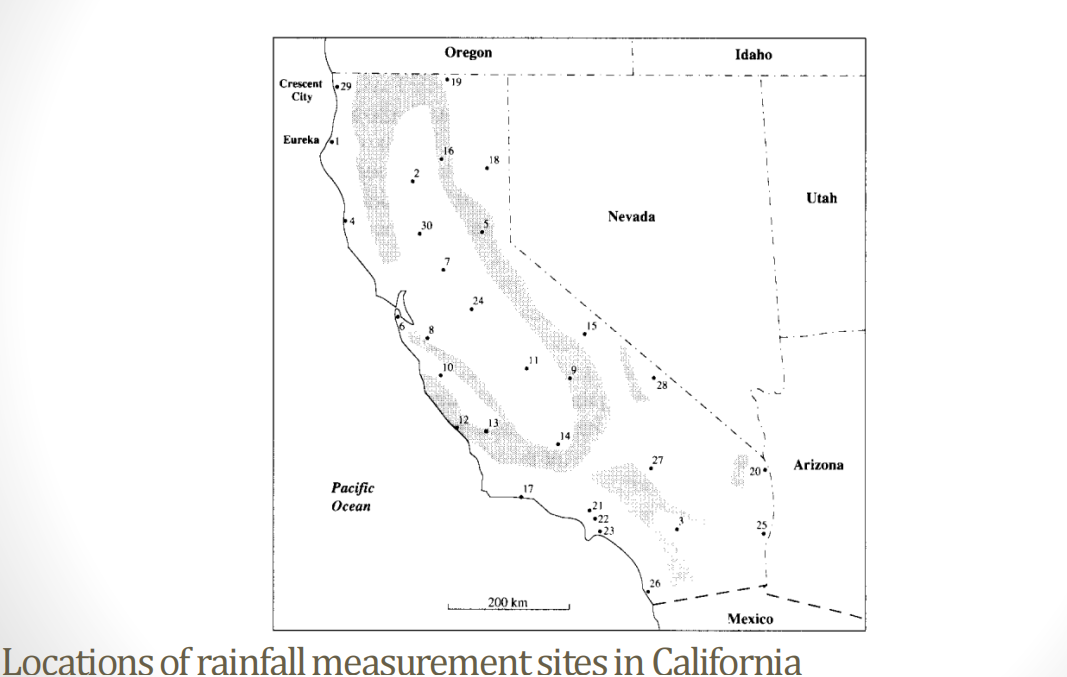 Oregon
Idaho
Crescent
City
29
19
Eureka
1
16
18
2
Utah
Nevada
4
30
5
7
24
6
8
15
11
10
9
28
12
13
14
27
20
Arizona
Pacific
Ocean
17
21
22
23
3
25
26
200 km
Mexico
Locations of rainfall measurement sites in California